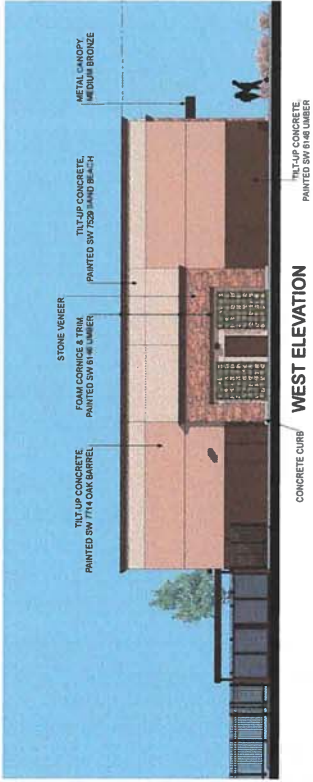 TILT-UP CONCRETE,
PAINTED SW 7714 OAK BARREL
STONE VENEER
FOAM CORNICE & TRIM
PAINTED SW 6146 UMBER
TILT-UP CONCRETE,
PAINTED SW 7529 SAND BEACH
METAL CANOPY,
MEDIUM BRONZE
CONCRETE CURB
WEST ELEVATION
TILT-UP CONCRETE,
PAINTED SW 6146 UMBER